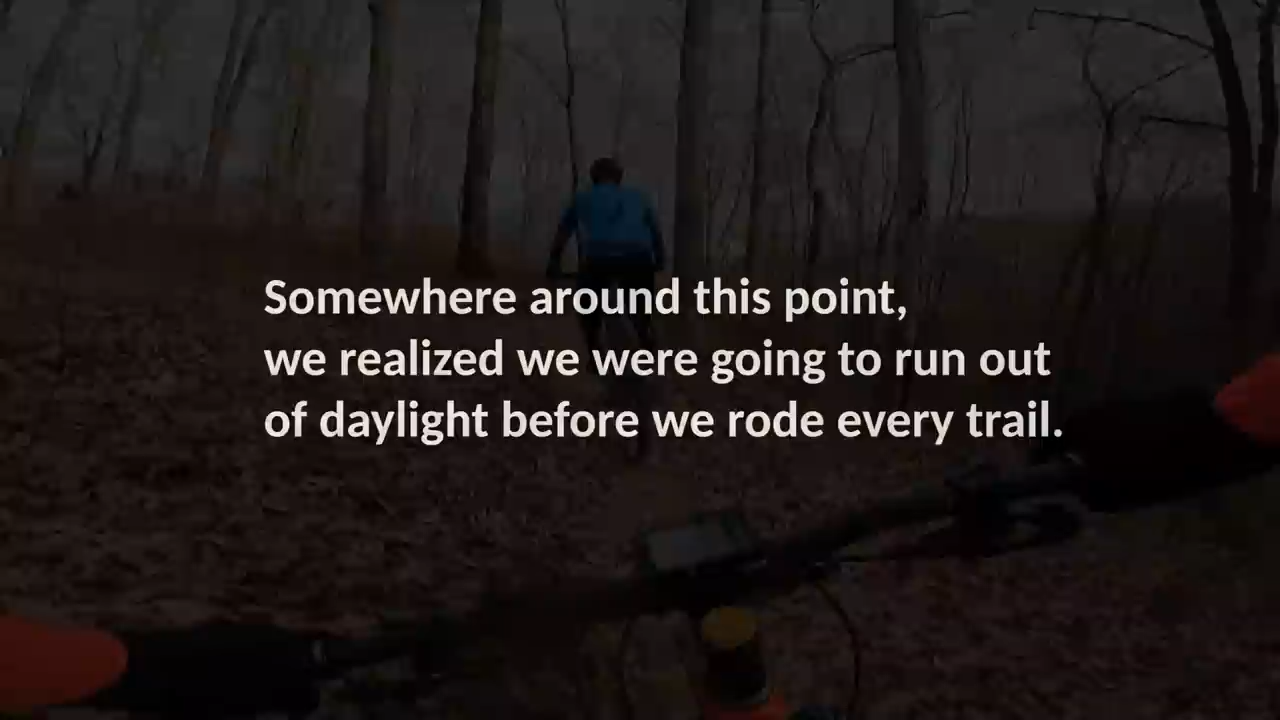 Somewhere around this point,
we realized we were going to run out
of daylight before we rode every trail.